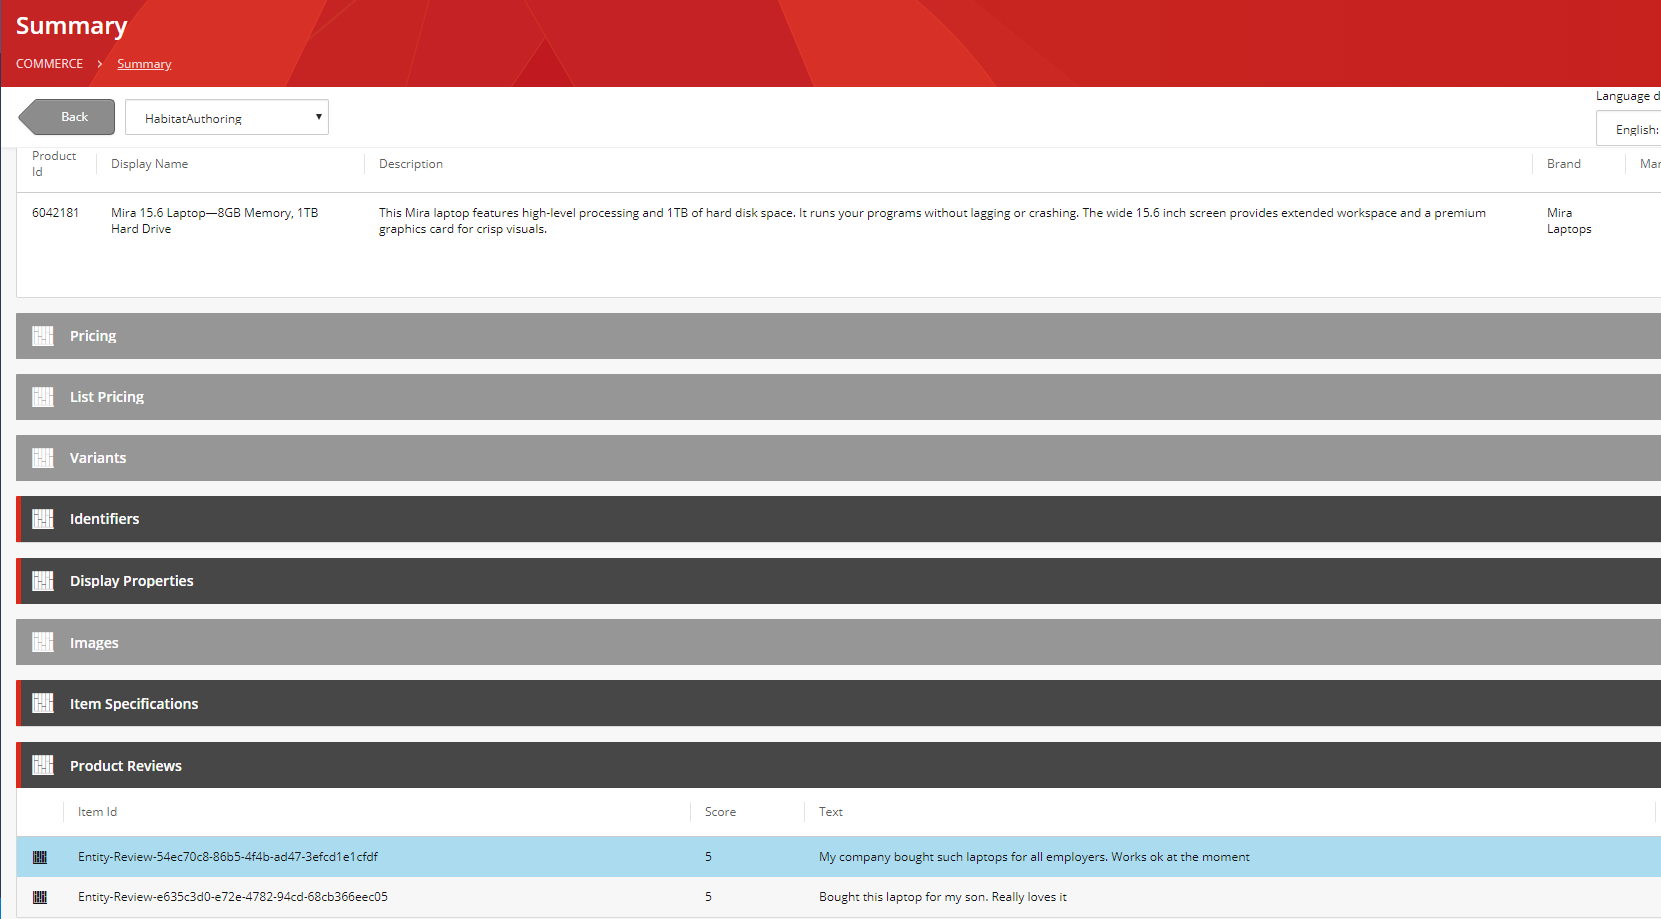 Summary
COMMERCE > Summary
Back
HabitatAuthoring
Language d
English:
Product Id
Display Name
Description
Brand
Mar
6042181
Mira 15.6 Laptop—8GB Memory, 1TB
Hard Drive
This Mira laptop features high-level processing and 1TB of hard disk space. It runs your programs without lagging or crashing. The wide 15.6 inch screen provides extended workspace and a premium
graphics card for crisp visuals.
Mira
Laptops
Pricing
List Pricing
Variants
Identifiers
Display Properties
Images
Item Specifications
Product Reviews
Item Id Score Text
Entity-Review-54ec70c8-86b5-4f4b-ad47-3efcd1e1cfdf 5 My company bought such laptops for all employers. Works ok at the moment
Entity-Review-e635c3d0-e72e-4782-94cd-68cb366eec05 5 Bought this laptop for my son. Really loves it